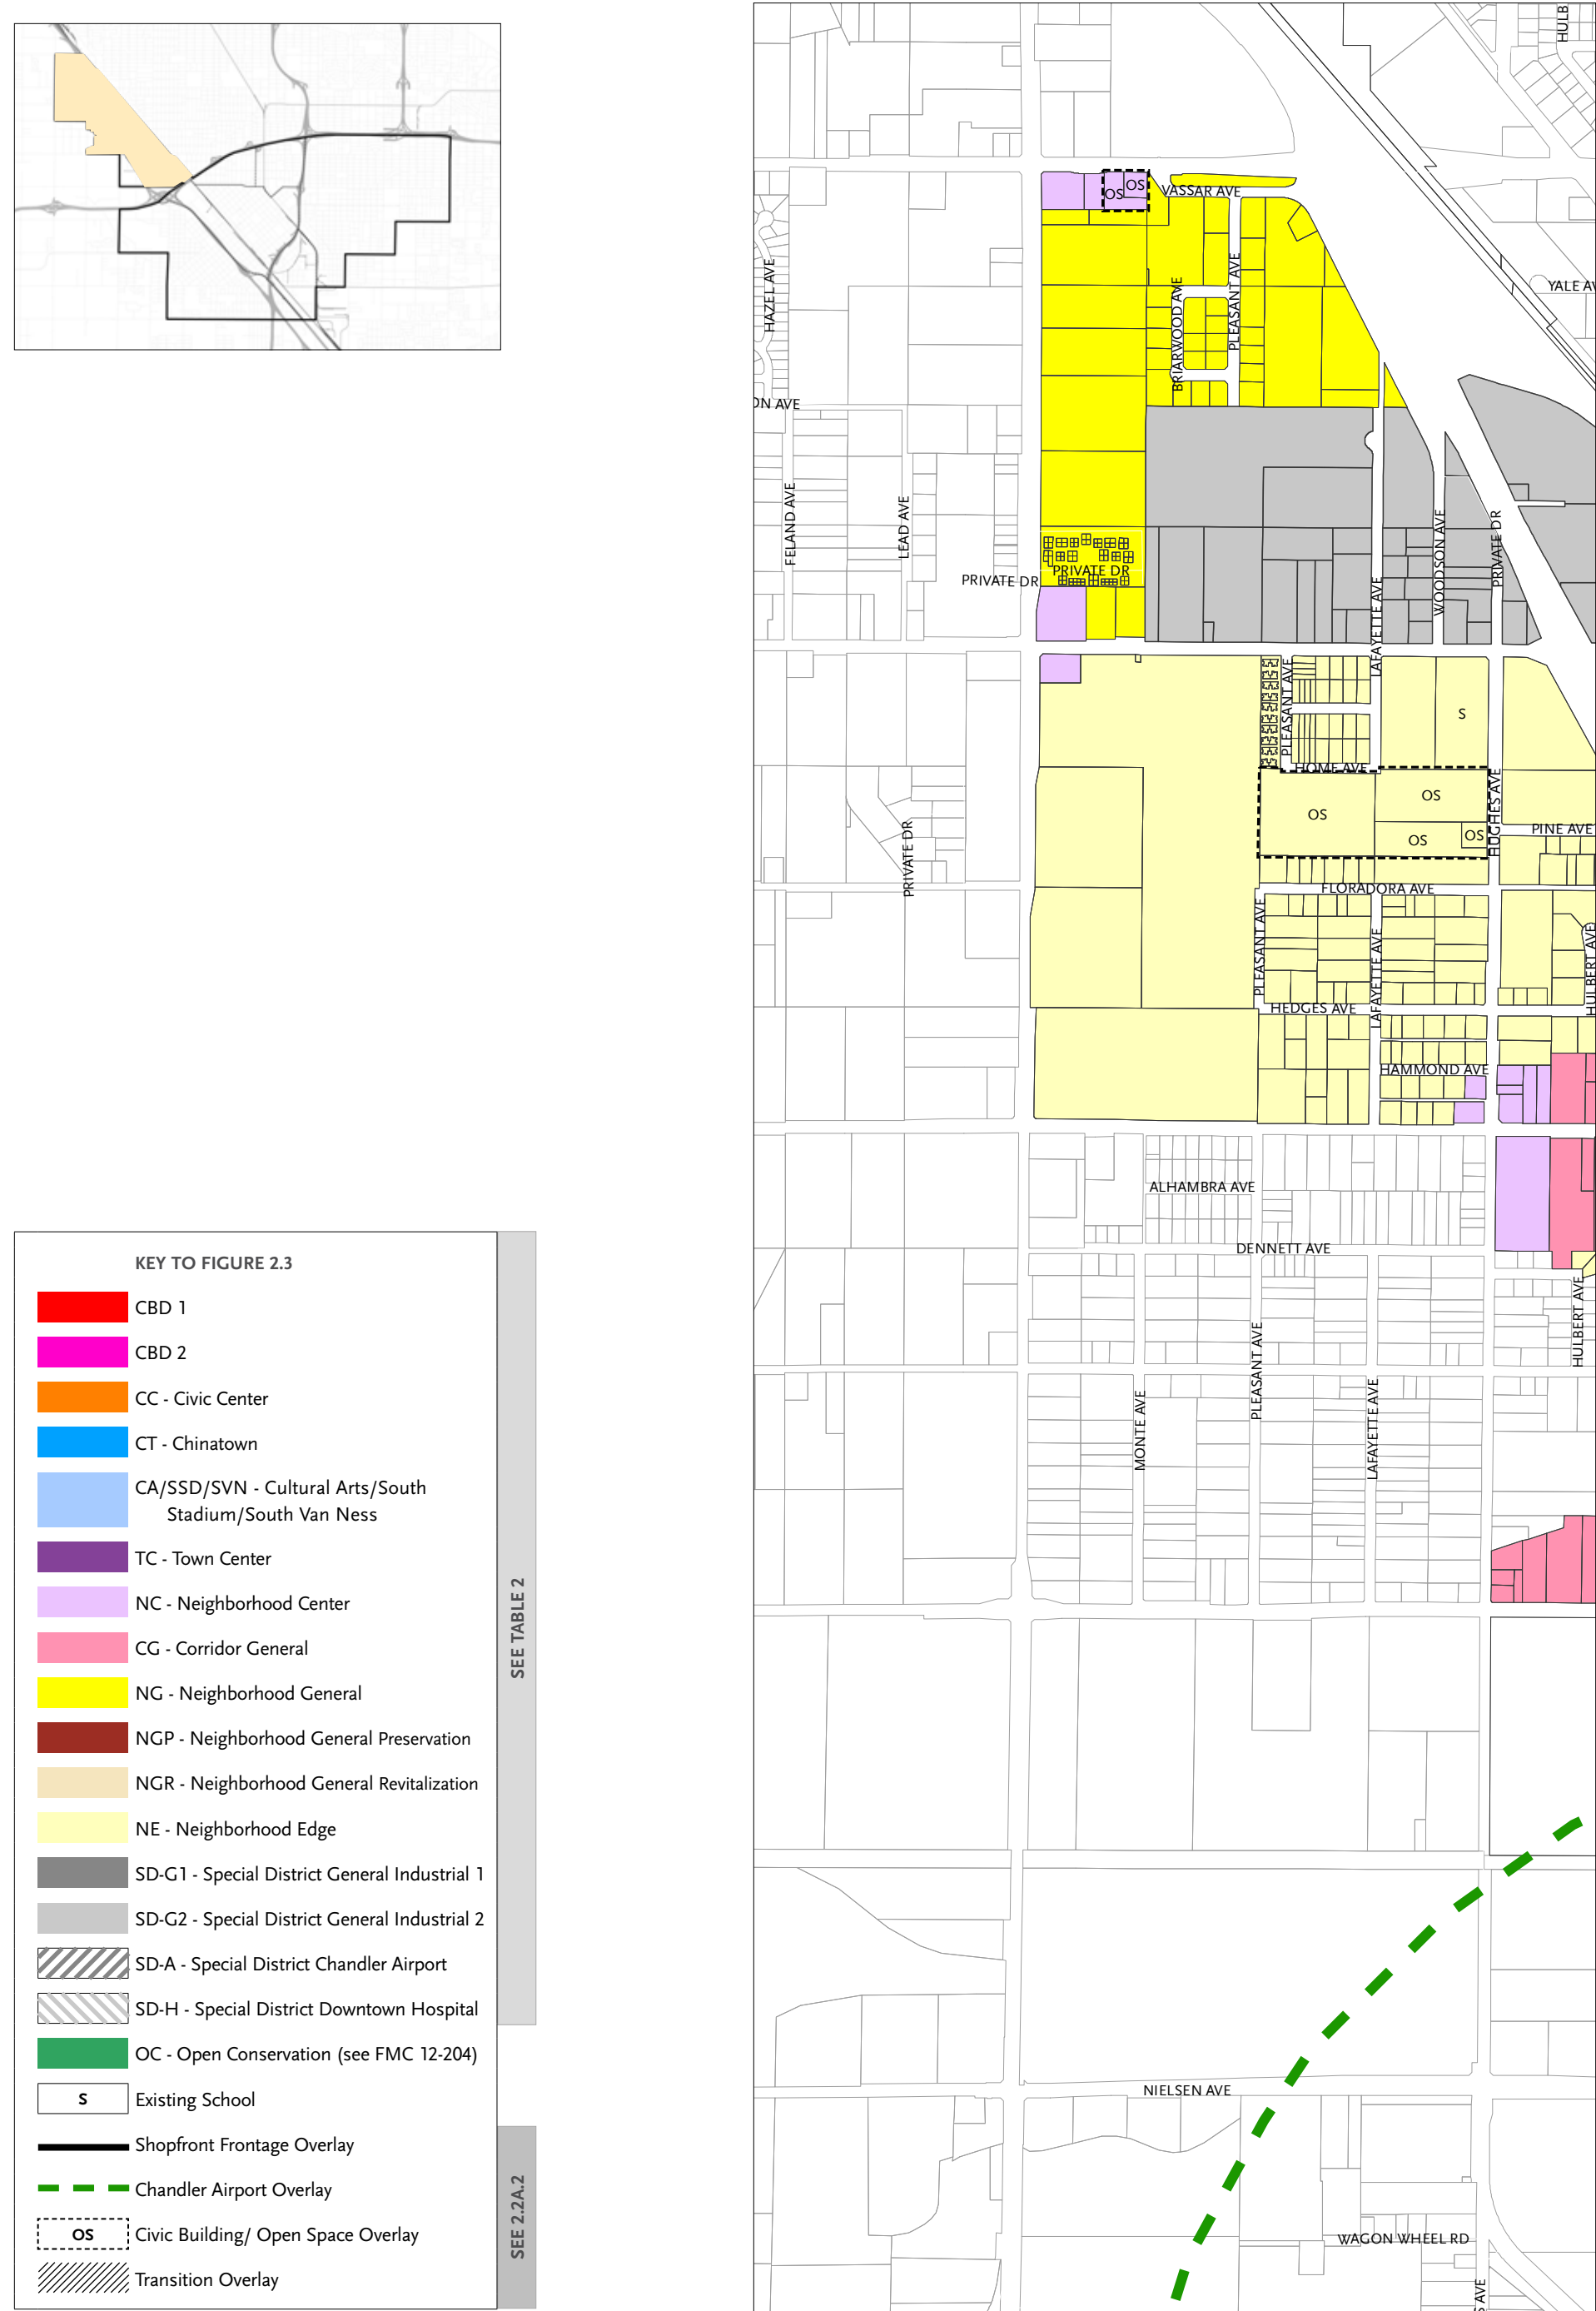 KEY TO FIGURE 2.3
CBD 1
CBD 2
CC - Civic Center
CT - Chinatown
CA/SSD/SVN - Cultural Arts/South
Stadium/South Van Ness
TC - Town Center
NC - Neighborhood Center
CG - Corridor General
NG - Neighborhood General
NGP - Neighborhood General Preservation
NGR - Neighborhood General Revitalization
NE - Neighborhood Edge
SD-G1 - Special District General Industrial 1
SD-G2 - Special District General Industrial 2
SD-A - Special District Chandler Airport
SD-H - Special District Downtown Hospital
OC - Open Conservation (see FMC 12-204)
S Existing School
Shopfront Frontage Overlay
Chandler Airport Overlay
OS Civic Building/ Open Space Overlay
Transition Overlay
SEE TABLE 2
SEE 2.2A.2
HULB
OS
OS
VASSAR AVE
HAZEL AVE
BRIARWOOD AVE
PLEASANT AVE
YALE AV
ON AVE
FELAND AVE
LEAD AVE
WOODSON AVE
PRIVATE DR
PRIVATE DR
PRIVATE DR
LAFAYETTE AVE
PLEASANT AVE
S
HOME AVE
OS
OS
OS
OS
HUGHES AVE
PINE AVE
PRIVATE DR
FLORADORA AVE
PLEASANT AVE
LAFAYETTE AVE
HULBERT AVE
HEDGES AVE
HAMMOND AVE
ALHAMBRA AVE
DENNETT AVE
HULBERT AVE
MONTE AVE
PLEASANT AVE
LAFAYETTE AVE
NIELSEN AVE
WAGON WHEEL RD
S AVE